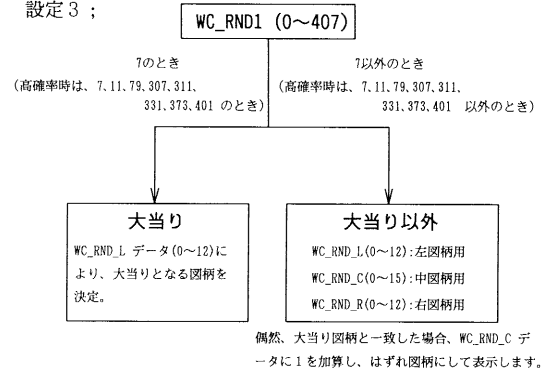 設定3；
WC_RND1 (0～407)
7のとき
(高確率時は、7,11,79,307,311,
331,373,401 のとき)
7以外のとき
(高確率時は、7,11,79,307,311,
331,373,401 以外のとき)
大当り
WC_RND_L データ(0～12)に
より、大当りとなる図柄を
決定。
大当り以外
WC_RND_L(0～12):左図柄用
WC_RND_C(0～15):中図柄用
WC_RND_R(0～12):右図柄用
偶然、大当り図柄と一致した場合、WC_RND_C デ
ータに1を加算し、はずれ図柄にして表示します。